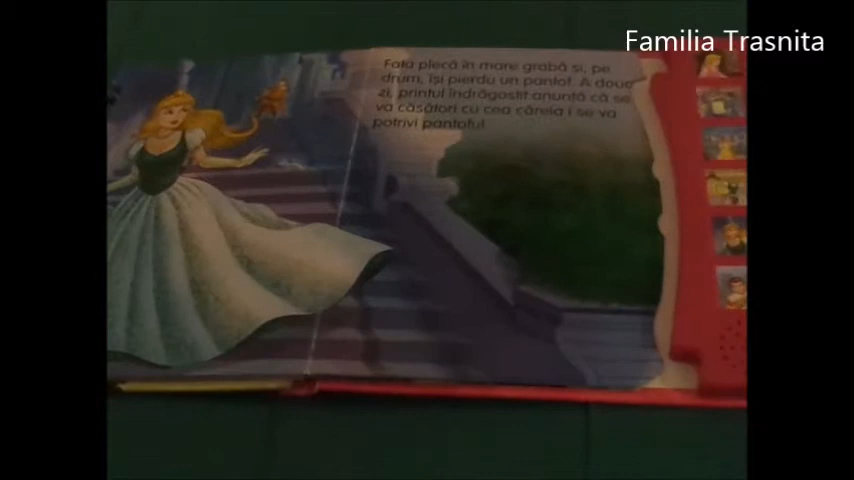 Familia Trasnita
Fata plecă în mare grabă și, pe
drum, își pierdu un pantof. A doua
zi, prințul îndrăgostit anunță că se
va căsători cu cea căreia i se va
potrivi pantoful.